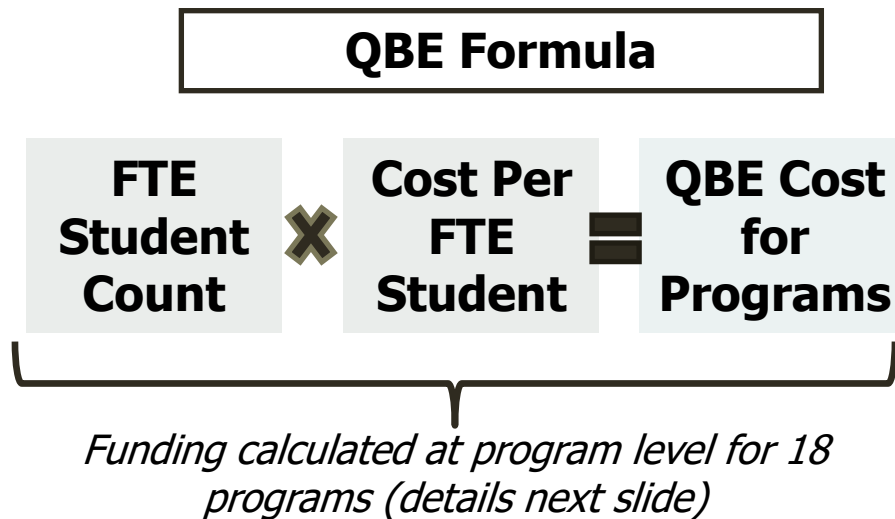 QBE Formula
FTE
Student
Count
Cost Per
FTE
Student
QBE Cost
for
Programs
Funding calculated at program level for 18
programs (details next slide)